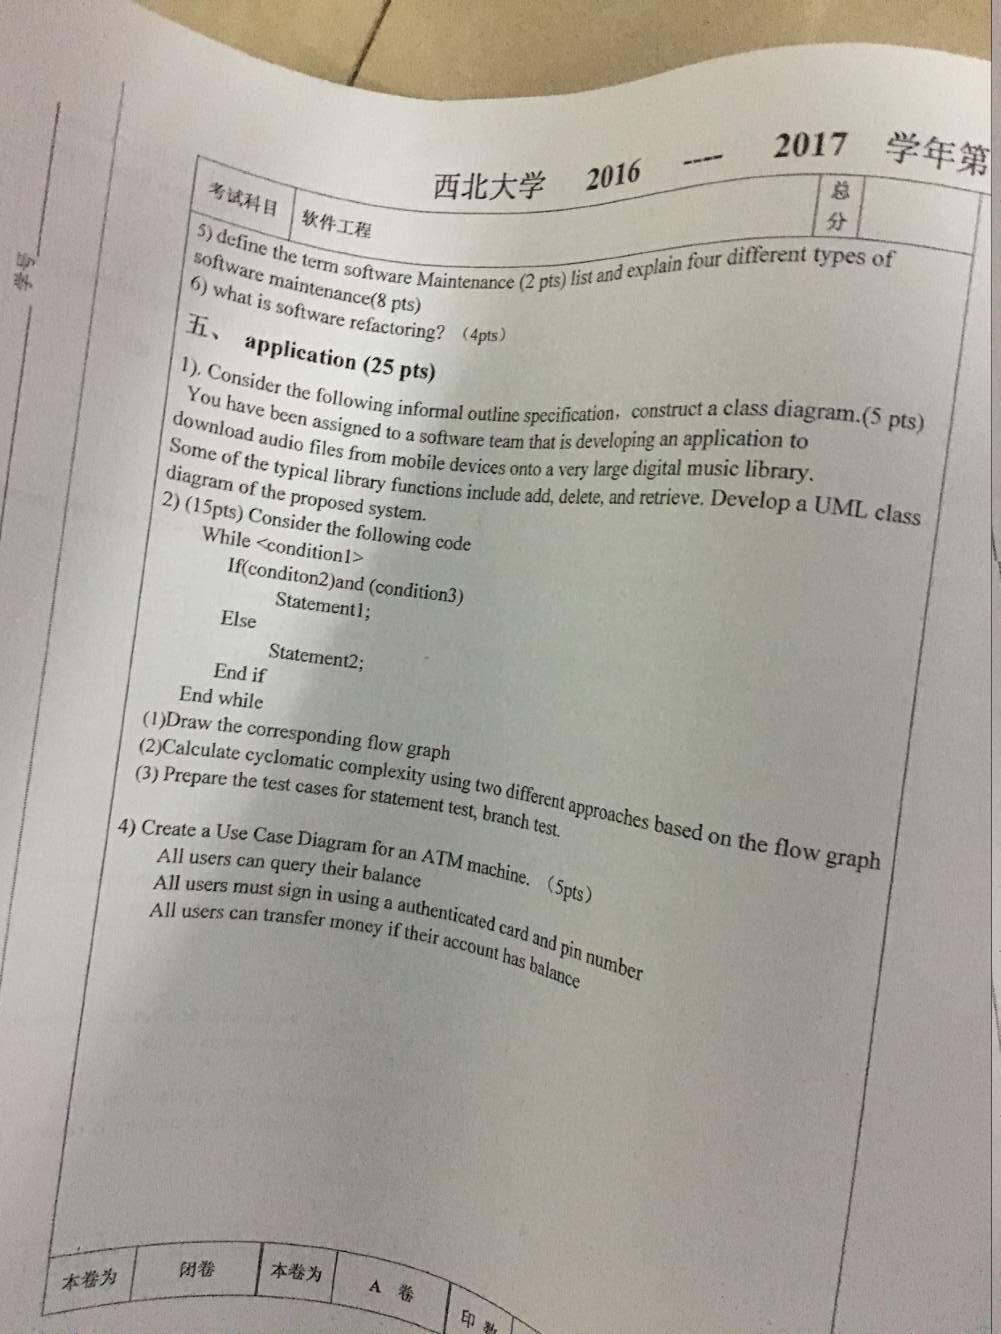 西北大学 2016 ---- 2017 学年第
考试科目 软件工程 总分
学号
5) define the term software Maintenance (2 pts) list and explain four different types of
software maintenance(8 pts)
6) what is software refactoring? （4pts）
五、 application (25 pts)
1). Consider the following informal outline specification，construct a class diagram.(5 pts)
You have been assigned to a software team that is developing an application to
download audio files from mobile devices onto a very large digital music library.
Some of the typical library functions include add, delete, and retrieve. Develop a UML class
diagram of the proposed system.
2) (15pts) Consider the following code
While <condition1>
If(conditon2)and (condition3)
Statement1;
Else
Statement2;
End if
End while
(1)Draw the corresponding flow graph
(2)Calculate cyclomatic complexity using two different approaches based on the flow graph
(3) Prepare the test cases for statement test, branch test.
4) Create a Use Case Diagram for an ATM machine. （5pts）
All users can query their balance
All users must sign in using a authenticated card and pin number
All users can transfer money if their account has balance
本卷为 闭卷 本卷为 A 卷 印 数